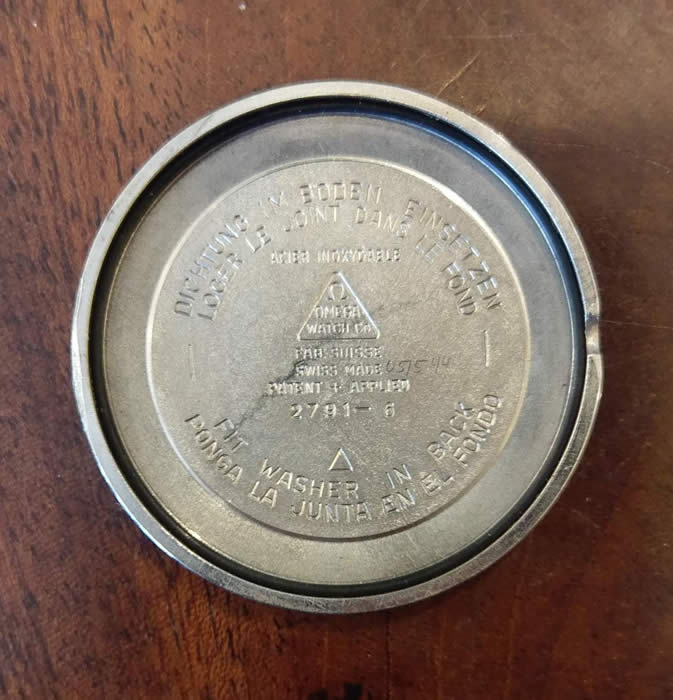 DICHTUNG IM BODEN EINSETZEN
LOGER LE JOINT DANS LE FOND
ACIER INOXYDABLE
Ω
OMEGA
WATCH Co
FAB. SUISSE
SWISS MADE
PATENT + APPLIED
2791-6
FIT WASHER IN BACK
PONGA LA JUNTA EN EL FONDO